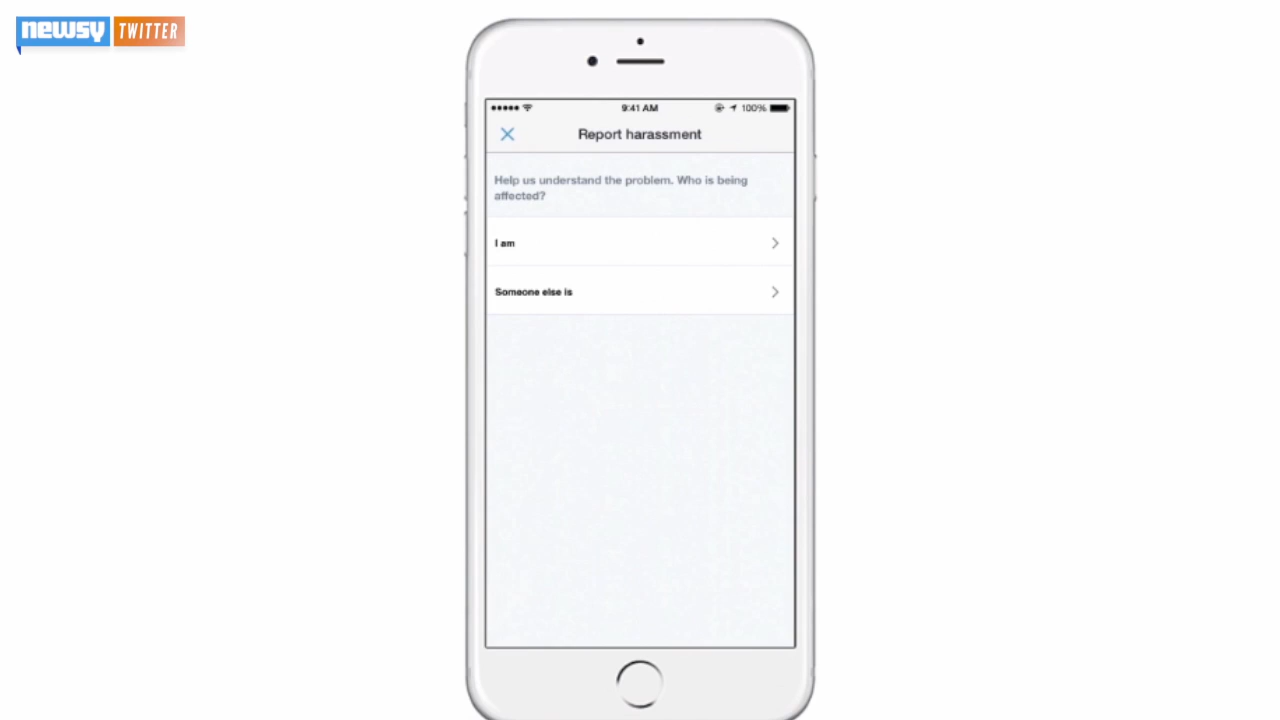 newsy TWITTER
9:41 AM 100%
Report harassment
Help us understand the problem. Who is being
affected?
I am
Someone else is